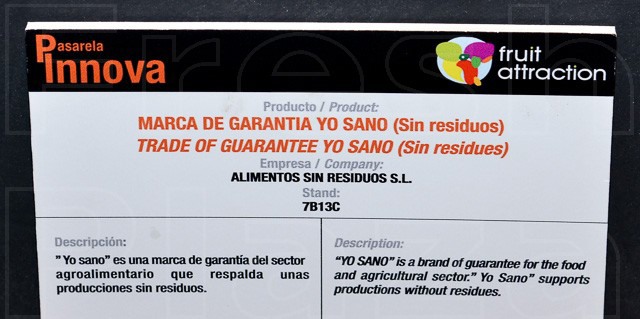 Pasarela
Innova
fruit
attraction
Producto / Product:
MARCA DE GARANTIA YO SANO (Sin residuos)
TRADE OF GUARANTEE YO SANO (Sin residues)
Empresa / Company:
ALIMENTOS SIN RESIDUOS S.L.
Stand:
7B13C
Descripción:
" Yo sano" es una marca de garantía del sector
agroalimentario que respalda unas
producciones sin residuos.
Description:
"YO SANO" is a brand of guarantee for the food
and agricultural sector." Yo Sano" supports
productions without residues.
Fresh
Plaza